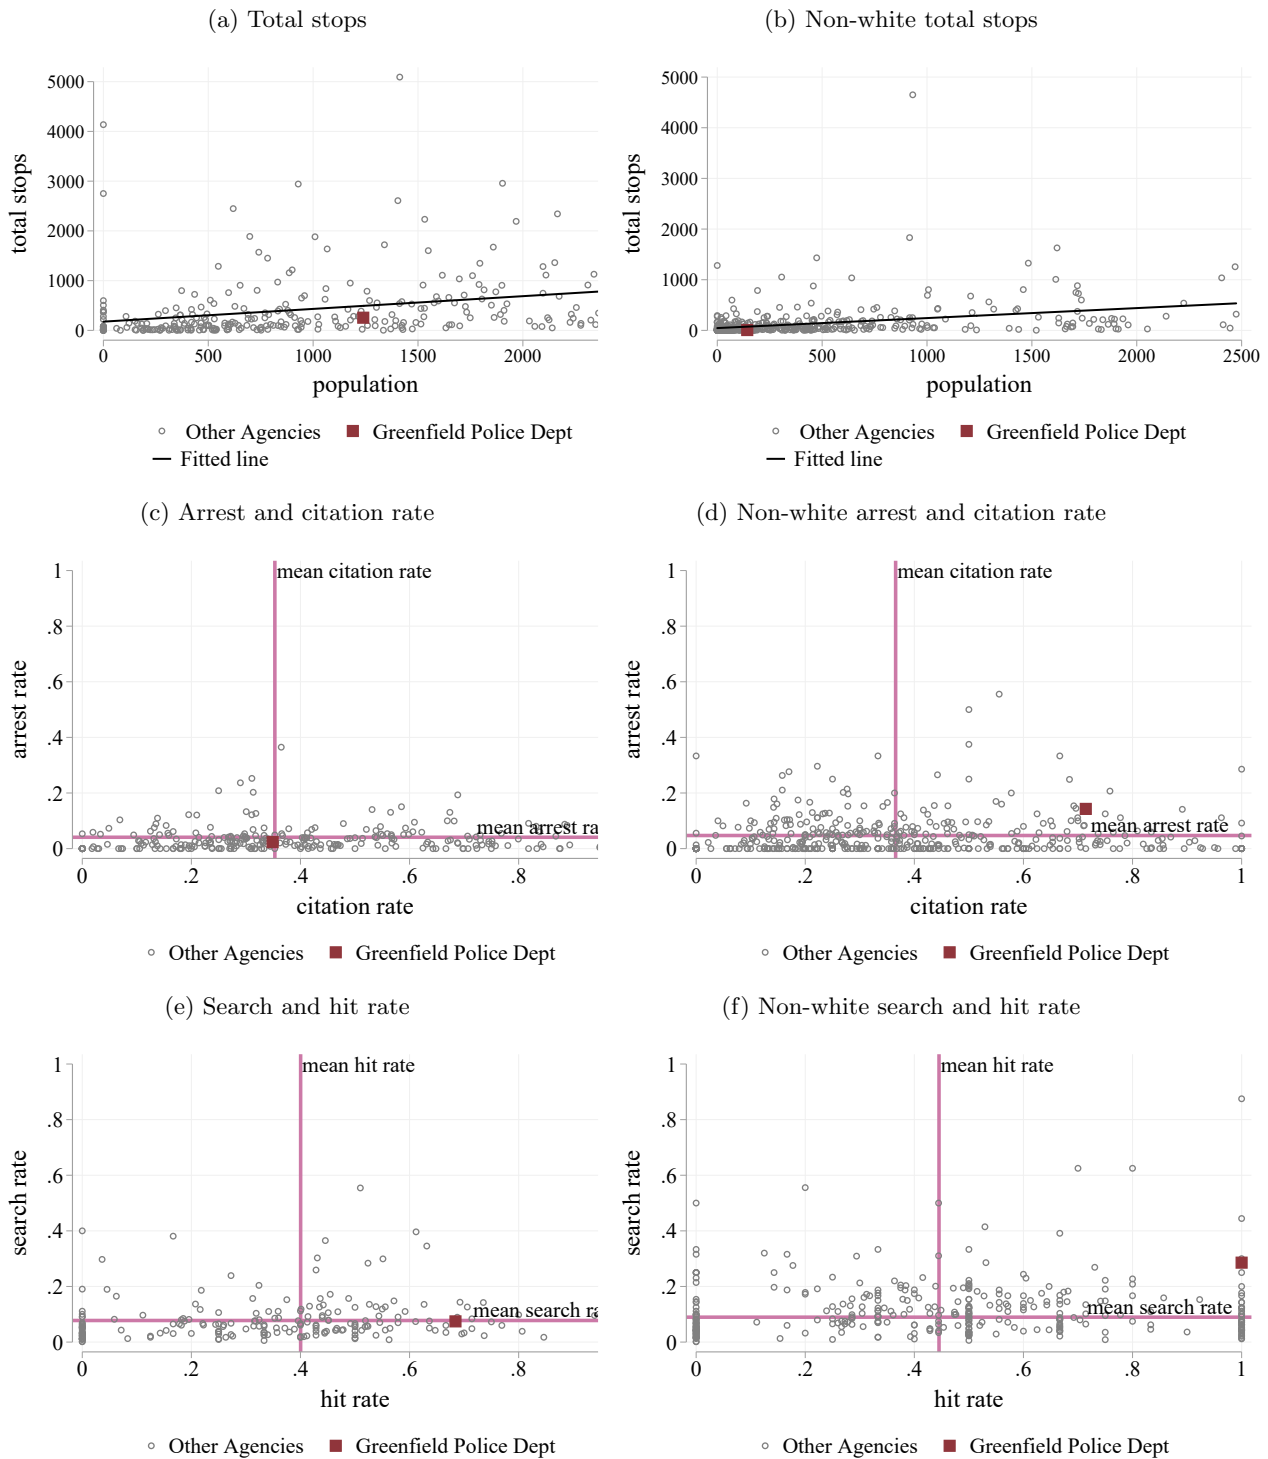 (a) Total stops
(b) Non-white total stops
total stops
5000
4000
3000
2000
1000
0
0 500 1000 1500 2000
population
Other Agencies Greenfield Police Dept
Fitted line
total stops
5000
4000
3000
2000
1000
0
0 500 1000 1500 2000 2500
population
Other Agencies Greenfield Police Dept
Fitted line
(c) Arrest and citation rate
(d) Non-white arrest and citation rate
arrest rate
1
.8
.6
.4
.2
0
mean citation rate
mean arrest ra
0 .2 .4 .6 .8
citation rate
Other Agencies Greenfield Police Dept
arrest rate
1
.8
.6
.4
.2
0
mean citation rate
mean arrest rate
0 .2 .4 .6 .8 1
citation rate
Other Agencies Greenfield Police Dept
(e) Search and hit rate
(f) Non-white search and hit rate
search rate
1
.8
.6
.4
.2
0
mean hit rate
mean search ra
0 .2 .4 .6 .8
hit rate
Other Agencies Greenfield Police Dept
search rate
1
.8
.6
.4
.2
0
mean hit rate
mean search rate
0 .2 .4 .6 .8 1
hit rate
Other Agencies Greenfield Police Dept